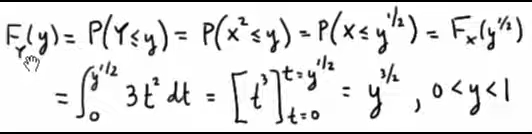 F_Y(y) = P(Y ≤ y) = P(x² ≤ y) = P(x ≤ y^{1/2}) = F_x(y^{1/2})
= ∫_0^{y^{1/2}} 3t² dt = [t³]_{t=0}^{t=y^{1/2}} = y^{3/2} , 0 < y < 1